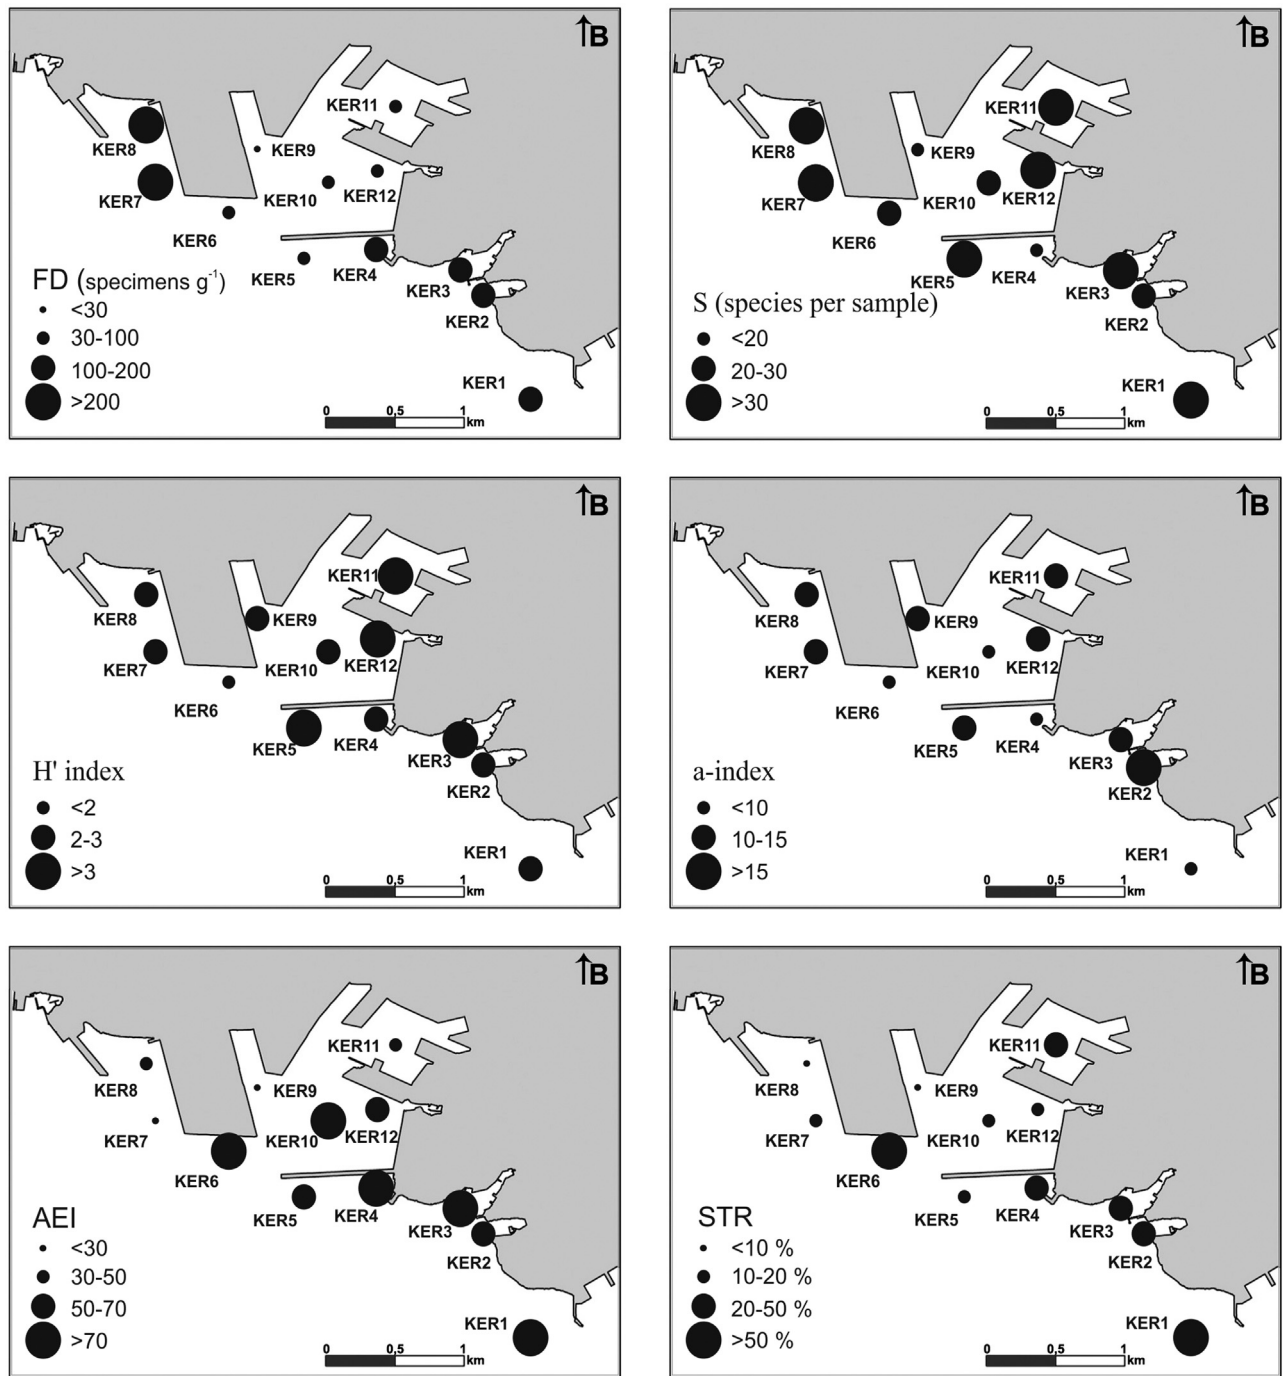 B
KER11
KER8
KER9
KER7
KER10
KER12
KER6
KER5
KER4
KER3
KER2
KER1
FD (specimens g⁻¹)
<30
30-100
100-200
>200
0 0,5 1
km
B
KER11
KER8
KER9
KER7
KER10
KER12
KER6
KER5
KER4
KER3
KER2
KER1
S (species per sample)
<20
20-30
>30
0 0,5 1
km
B
KER11
KER8
KER9
KER7
KER10
KER12
KER6
KER5
KER4
KER3
KER2
KER1
H' index
<2
2-3
>3
0 0,5 1
km
B
KER11
KER8
KER9
KER7
KER10
KER12
KER6
KER5
KER4
KER3
KER2
KER1
a-index
<10
10-15
>15
0 0,5 1
km
B
KER11
KER8
KER9
KER7
KER10
KER12
KER6
KER5
KER4
KER3
KER2
KER1
AEI
<30
30-50
50-70
>70
0 0,5 1
km
B
KER11
KER8
KER9
KER7
KER10
KER12
KER6
KER5
KER4
KER3
KER2
KER1
STR
<10 %
10-20 %
20-50 %
>50 %
0 0,5 1
km